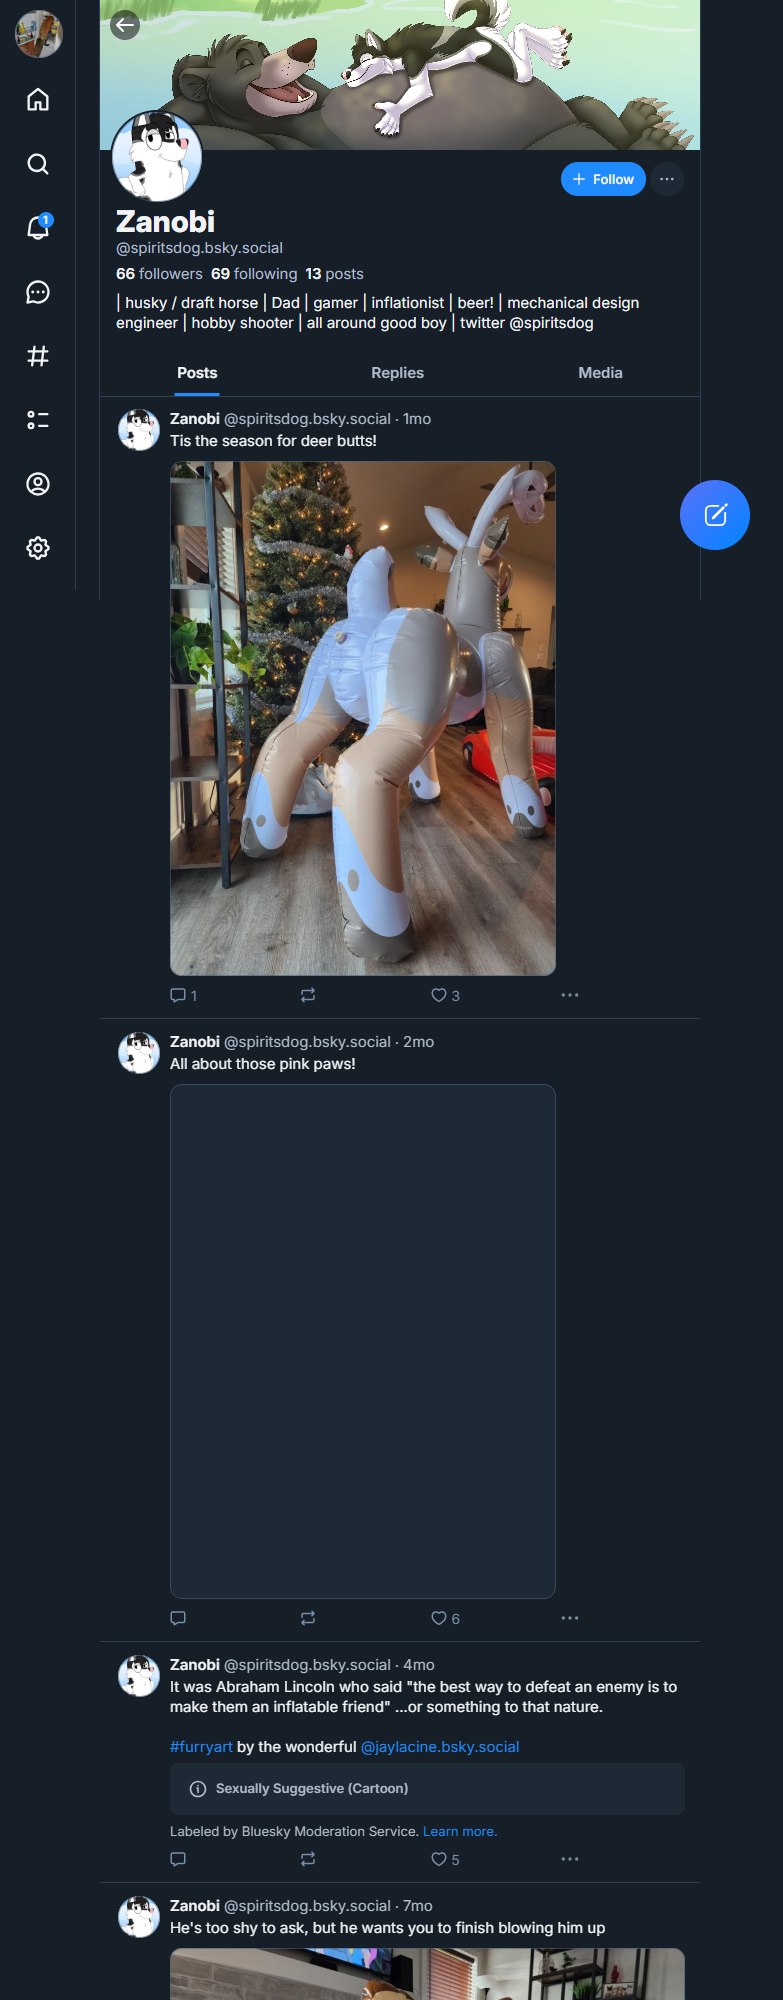 1
Follow
Zanobi
@spiritsdog.bsky.social
66 followers 69 following 13 posts
| husky / draft horse | Dad | gamer | inflationist | beer! | mechanical design
engineer | hobby shooter | all around good boy | twitter @spiritsdog
Posts Replies Media
Zanobi @spiritsdog.bsky.social · 1mo
Tis the season for deer butts!
1 3
Zanobi @spiritsdog.bsky.social · 2mo
All about those pink paws!
6
Zanobi @spiritsdog.bsky.social · 4mo
It was Abraham Lincoln who said "the best way to defeat an enemy is to
make them an inflatable friend" ...or something to that nature.
#furryart by the wonderful @jaylacine.bsky.social
Sexually Suggestive (Cartoon)
Labeled by Bluesky Moderation Service. Learn more.
5
Zanobi @spiritsdog.bsky.social · 7mo
He's too shy to ask, but he wants you to finish blowing him up